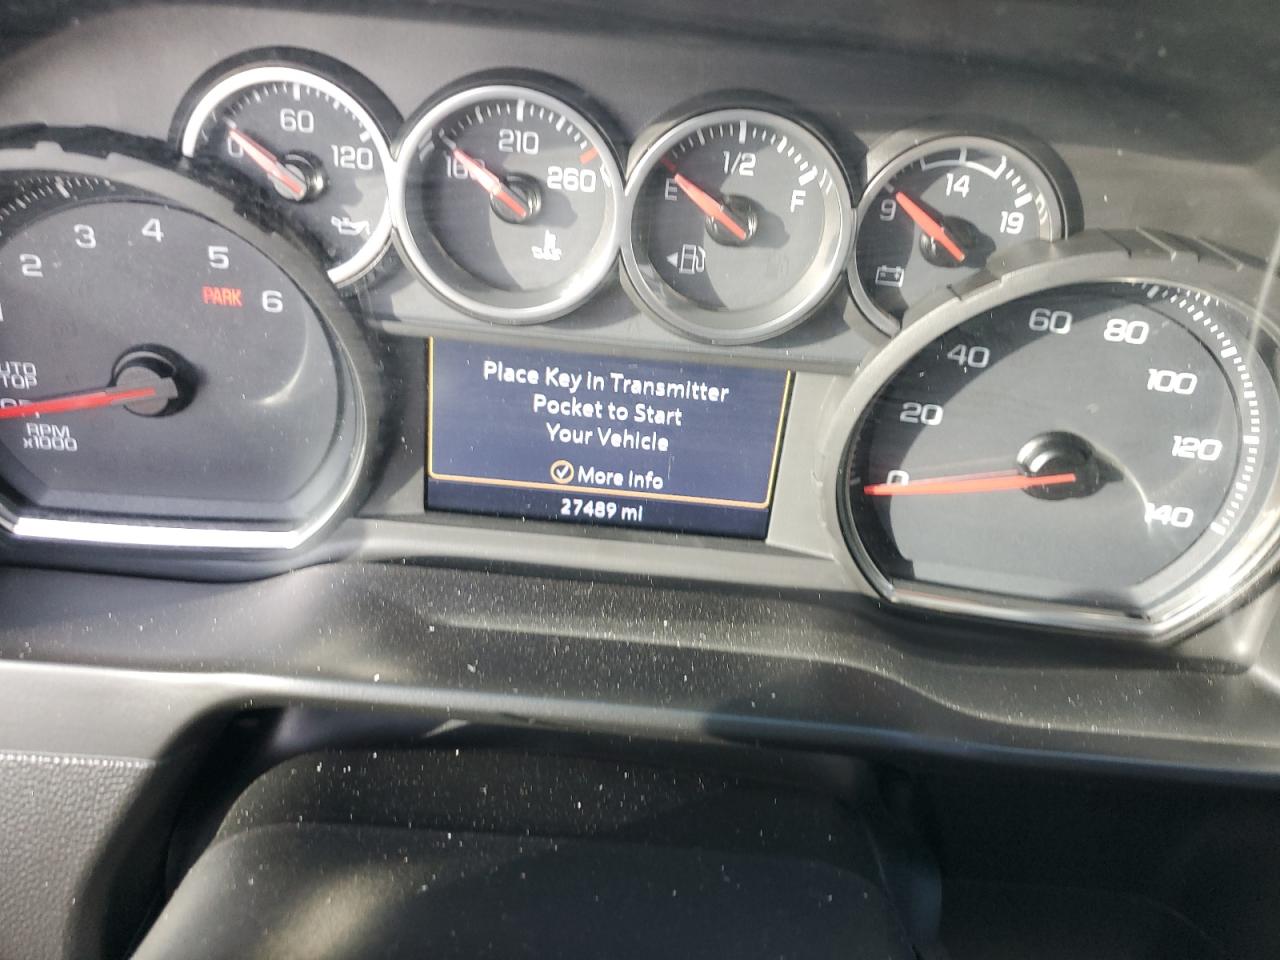 60
0
120
210
160
260
1/2
E
F
14
9
19
2
3
4
5
6
PARK
RPM
x1000
Place Key in Transmitter
Pocket to Start
Your Vehicle
More Info
27489 mi
0
20
40
60
80
100
120
140